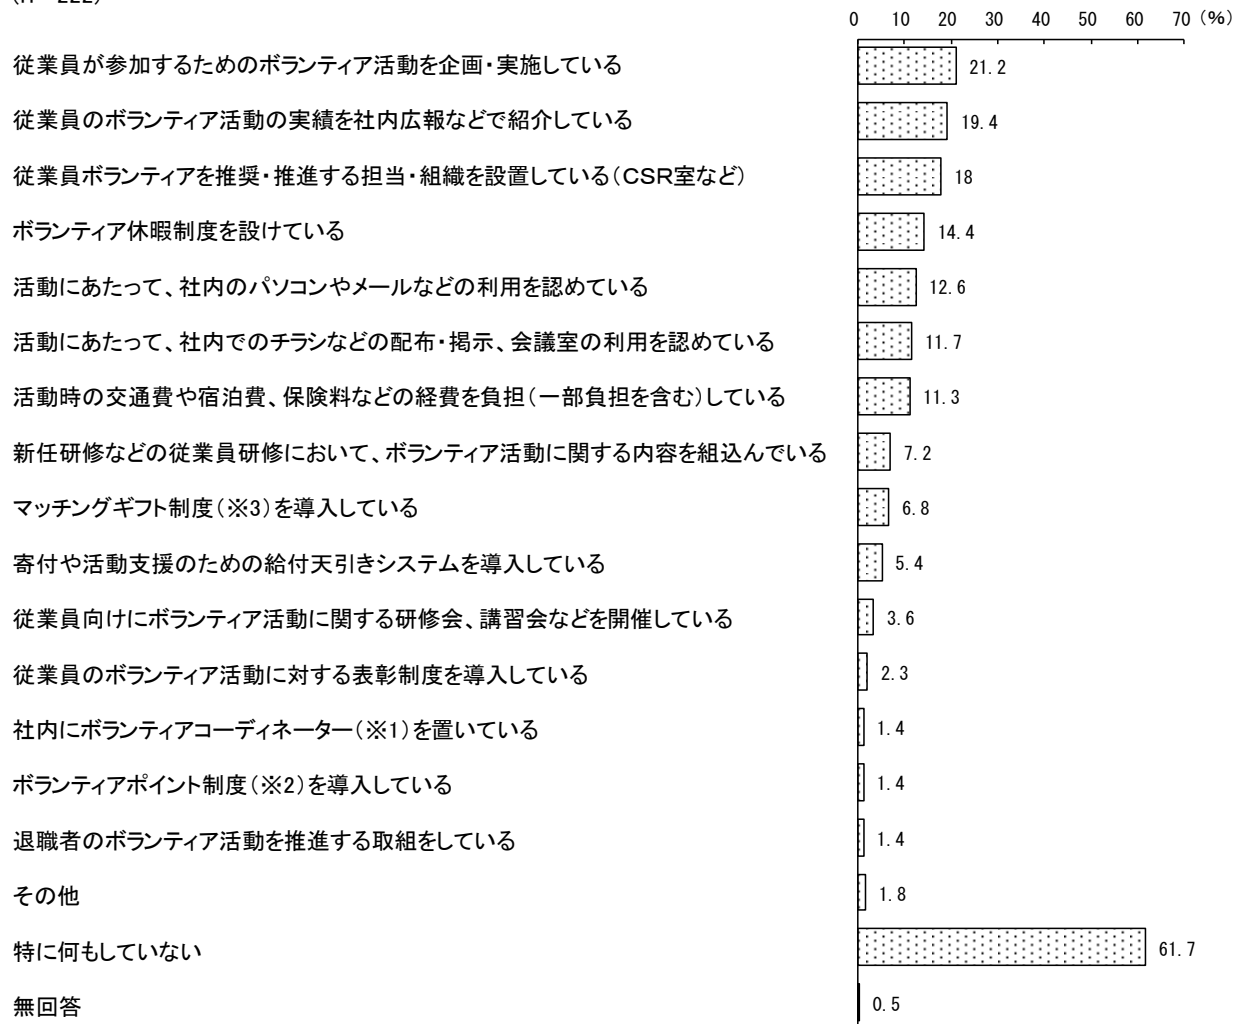 0 10 20 30 40 50 60 70 (%)
従業員が参加するためのボランティア活動を企画・実施している 21.2
従業員のボランティア活動の実績を社内広報などで紹介している 19.4
従業員ボランティアを推奨・推進する担当・組織を設置している(CSR室など) 18
ボランティア休暇制度を設けている 14.4
活動にあたって、社内のパソコンやメールなどの利用を認めている 12.6
活動にあたって、社内でのチラシなどの配布・掲示、会議室の利用を認めている 11.7
活動時の交通費や宿泊費、保険料などの経費を負担(一部負担を含む)している 11.3
新任研修などの従業員研修において、ボランティア活動に関する内容を組込んでいる 7.2
マッチングギフト制度(※3)を導入している 6.8
寄付や活動支援のための給付天引きシステムを導入している 5.4
従業員向けにボランティア活動に関する研修会、講習会などを開催している 3.6
従業員のボランティア活動に対する表彰制度を導入している 2.3
社内にボランティアコーディネーター(※1)を置いている 1.4
ボランティアポイント制度(※2)を導入している 1.4
退職者のボランティア活動を推進する取組をしている 1.4
その他 1.8
特に何もしていない 61.7
無回答 0.5